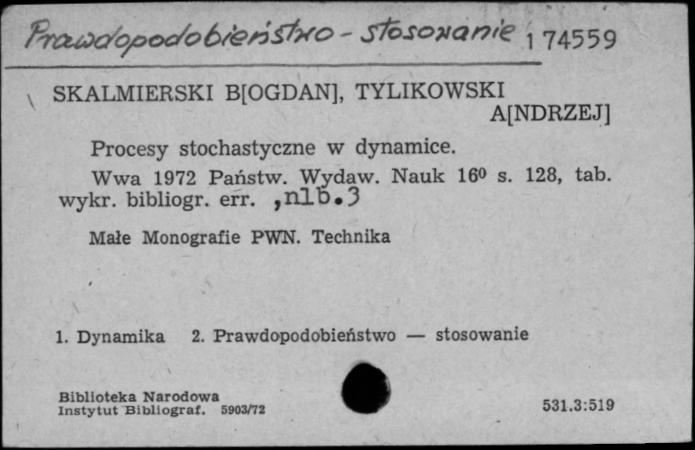 Prawdopodobieństwo - stosowanie 174559
SKALMIERSKI B[OGDAN], TYLIKOWSKI
A[NDRZEJ]
Procesy stochastyczne w dynamice.
Wwa 1972 Państw. Wydaw. Nauk 16⁰ s. 128, tab.
wykr. bibliogr. err. ,nlb.3
Małe Monografie PWN. Technika
1. Dynamika 2. Prawdopodobieństwo — stosowanie
Biblioteka Narodowa
Instytut Bibliograf. 5903/72
531.3:519